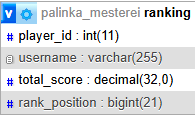 v palinka_mesterei ranking
player_id : int(11)
username : varchar(255)
total_score : decimal(32,0)
rank_position : bigint(21)